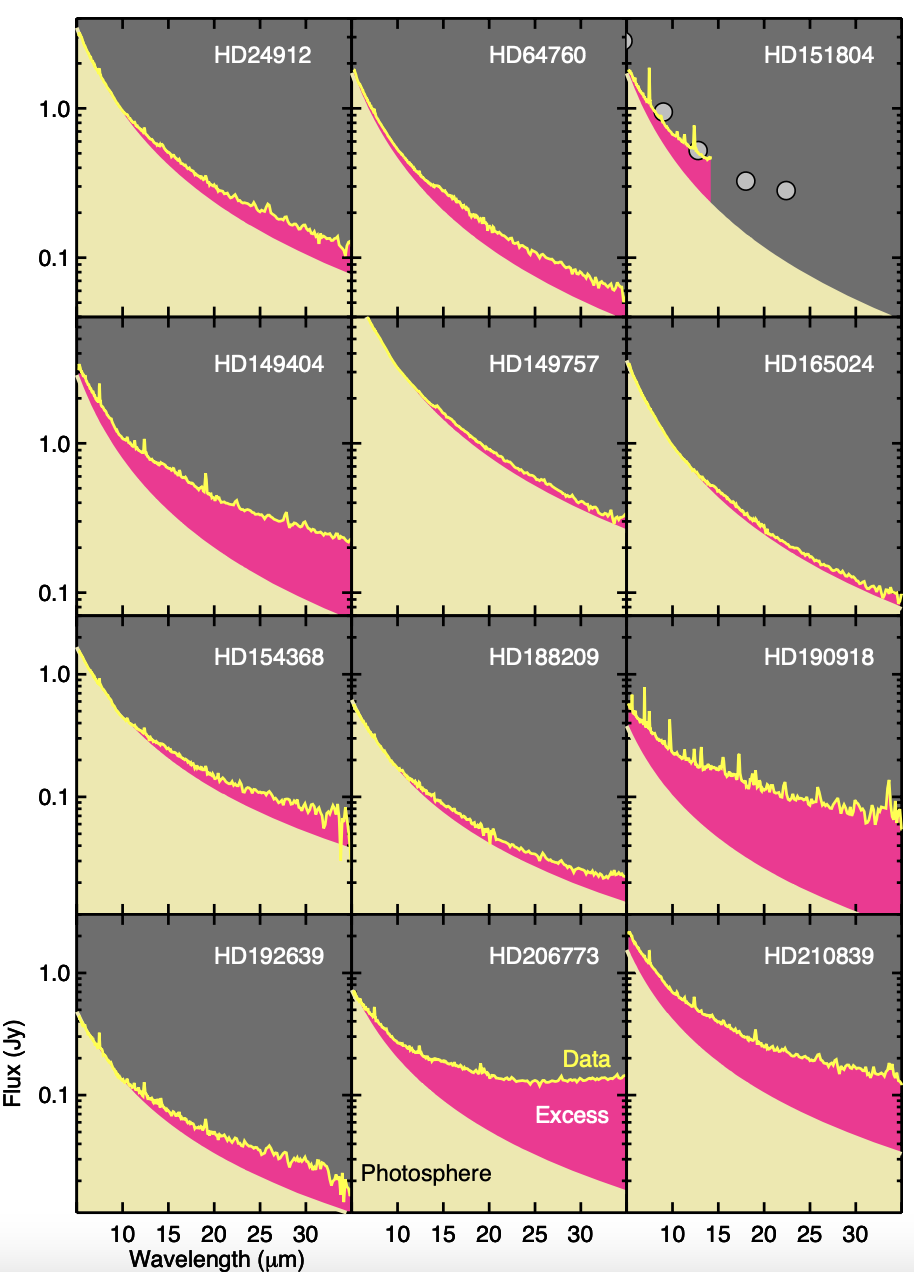 HD24912 HD64760 HD151804
1.0
0.1
HD149404 HD149757 HD165024
1.0
0.1
HD154368 HD188209 HD190918
1.0
0.1
HD192639 HD206773 HD210839
1.0
Data
0.1
Excess
Photosphere
Flux (Jy)
10 15 20 25 30 10 15 20 25 30 10 15 20 25 30
Wavelength (μm)